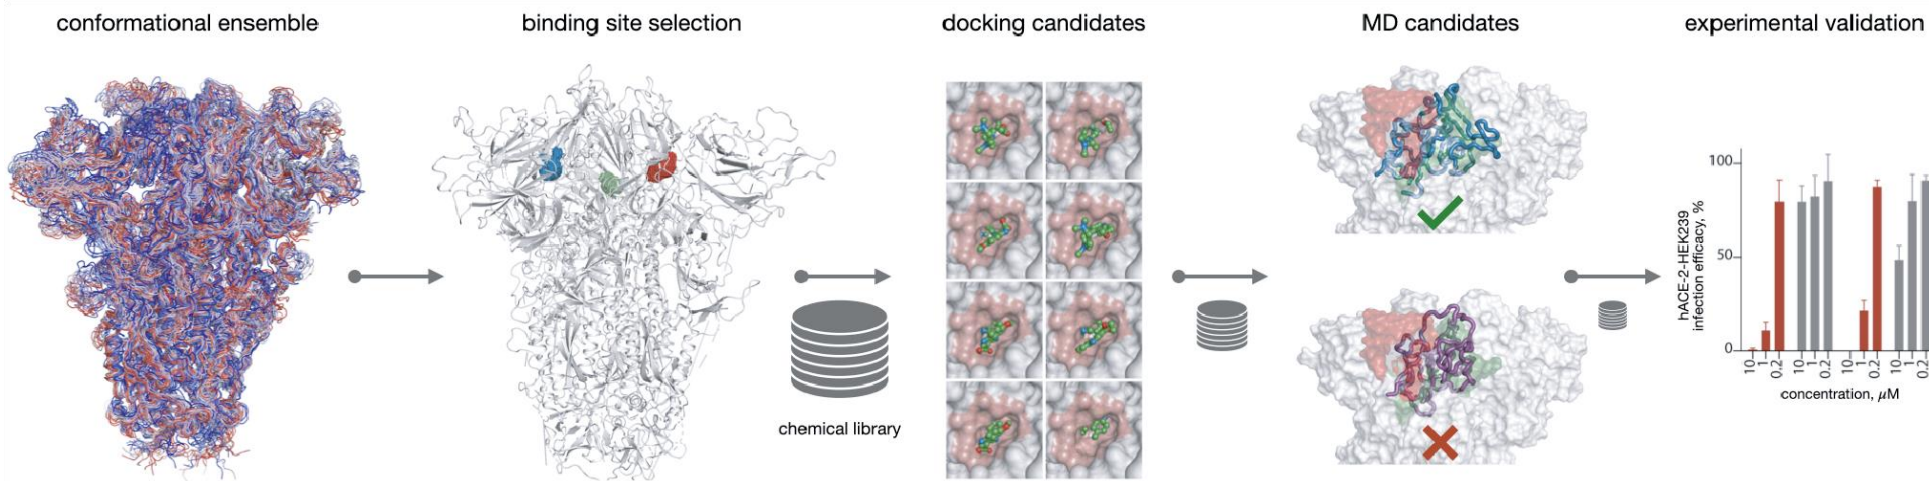 conformational ensemble
binding site selection
docking candidates
MD candidates
experimental validation
chemical library
hACE-2-HEK239
infection efficacy, %
100
50
0
10
1
0.2
10
1
0.2
10
1
0.2
10
1
0.2
concentration, μM